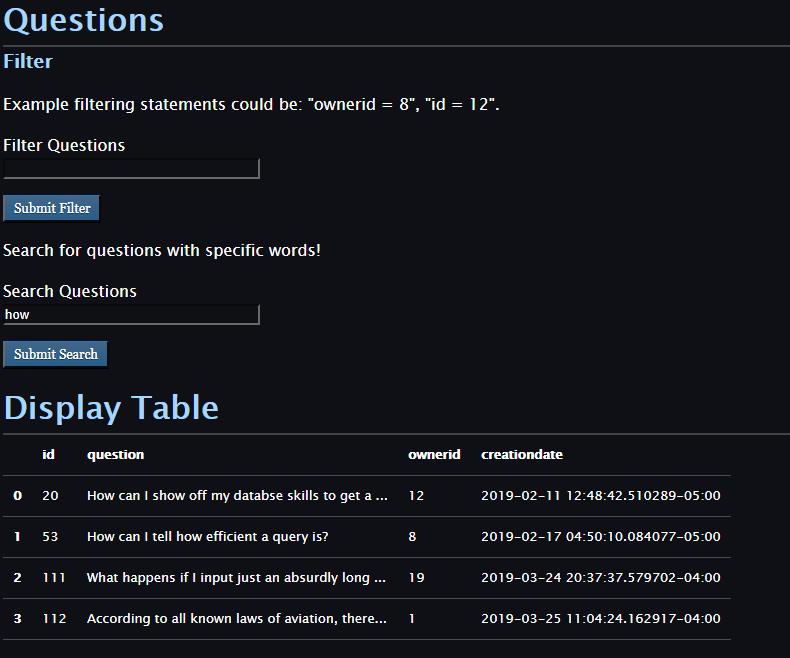 Questions
Filter
Example filtering statements could be: "ownerid = 8", "id = 12".
Filter Questions
Submit Filter
Search for questions with specific words!
Search Questions
how
Submit Search
Display Table
id question ownerid creationdate
0 20 How can I show off my databse skills to get a ... 12 2019-02-11 12:48:42.510289-05:00
1 53 How can I tell how efficient a query is? 8 2019-02-17 04:50:10.084077-05:00
2 111 What happens if I input just an absurdly long ... 19 2019-03-24 20:37:37.579702-04:00
3 112 According to all known laws of aviation, there... 1 2019-03-25 11:04:24.162917-04:00